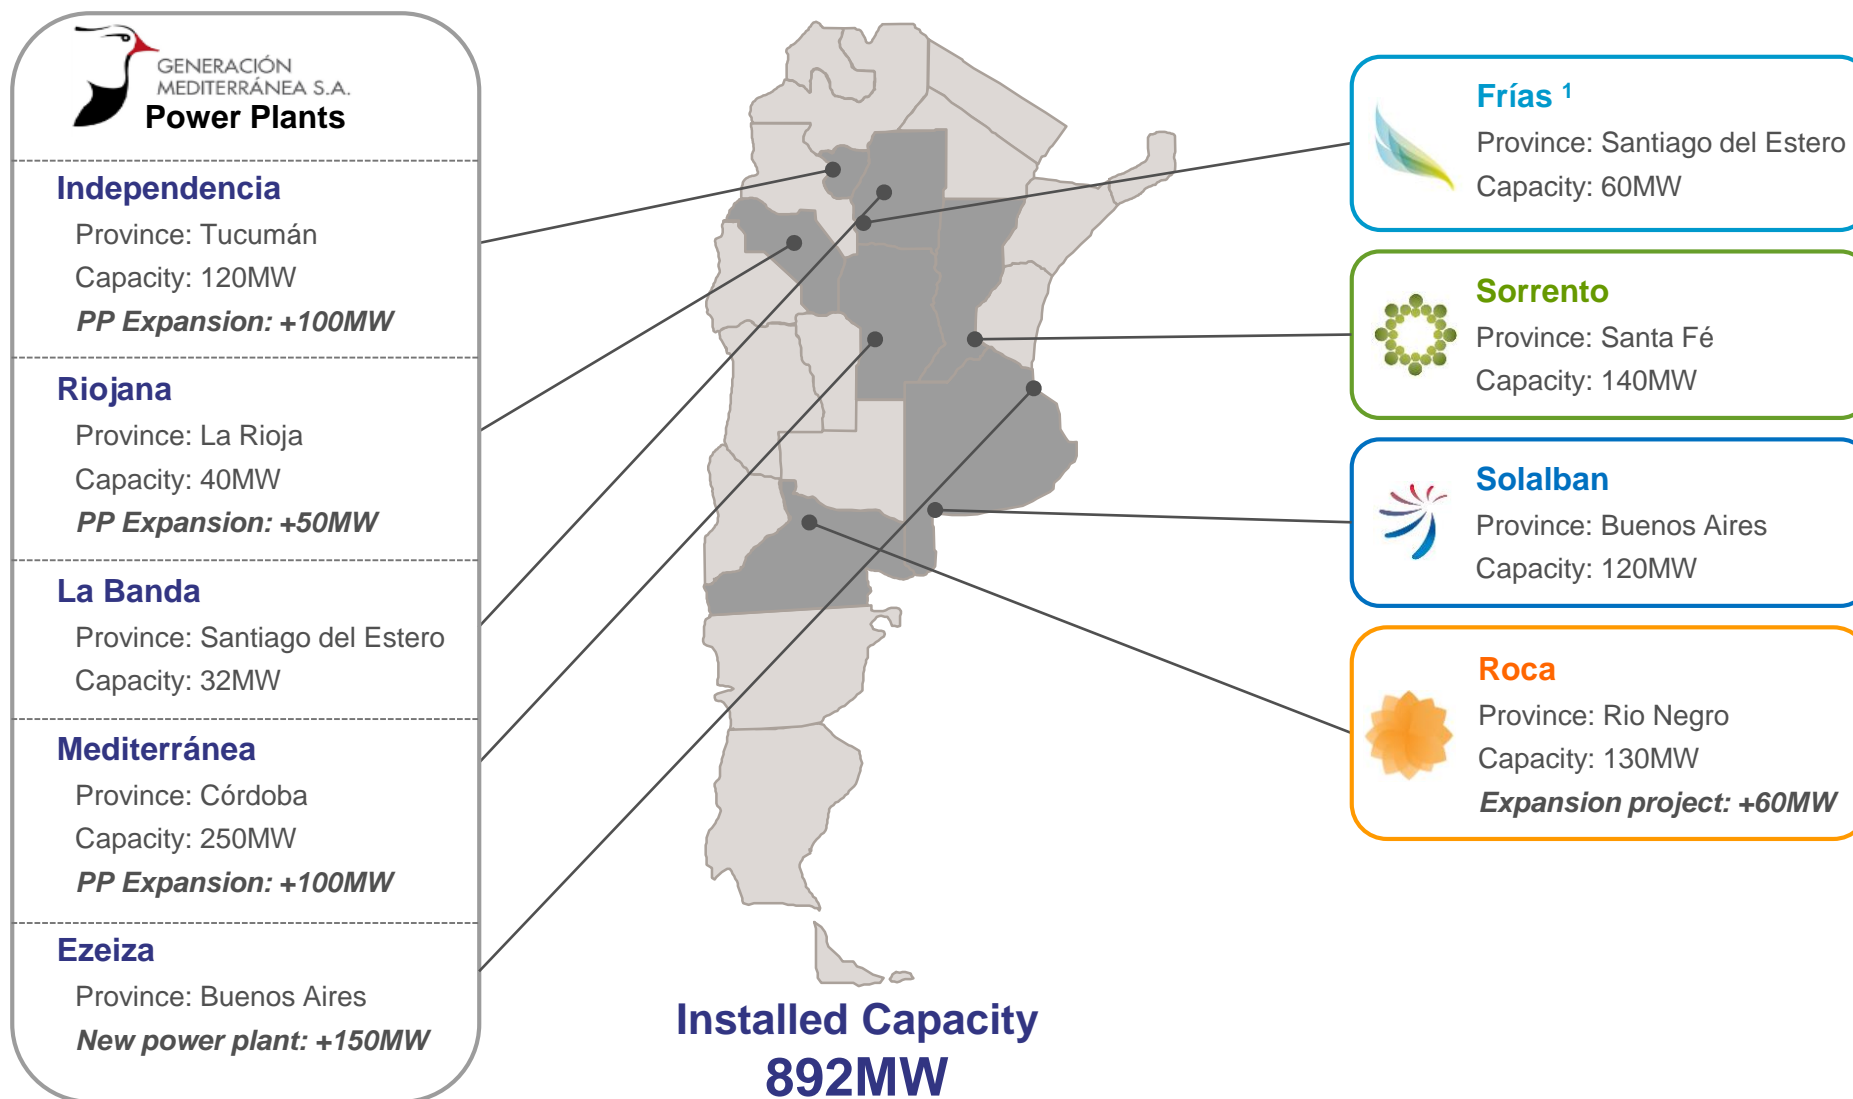 GENERACIÓN
MEDITERRÁNEA S.A.
Power Plants
Independencia
Province: Tucumán
Capacity: 120MW
PP Expansion: +100MW
Riojana
Province: La Rioja
Capacity: 40MW
PP Expansion: +50MW
La Banda
Province: Santiago del Estero
Capacity: 32MW
Mediterránea
Province: Córdoba
Capacity: 250MW
PP Expansion: +100MW
Ezeiza
Province: Buenos Aires
New power plant: +150MW
Installed Capacity
892MW
Frías 1
Province: Santiago del Estero
Capacity: 60MW
Sorrento
Province: Santa Fé
Capacity: 140MW
Solalban
Province: Buenos Aires
Capacity: 120MW
Roca
Province: Rio Negro
Capacity: 130MW
Expansion project: +60MW